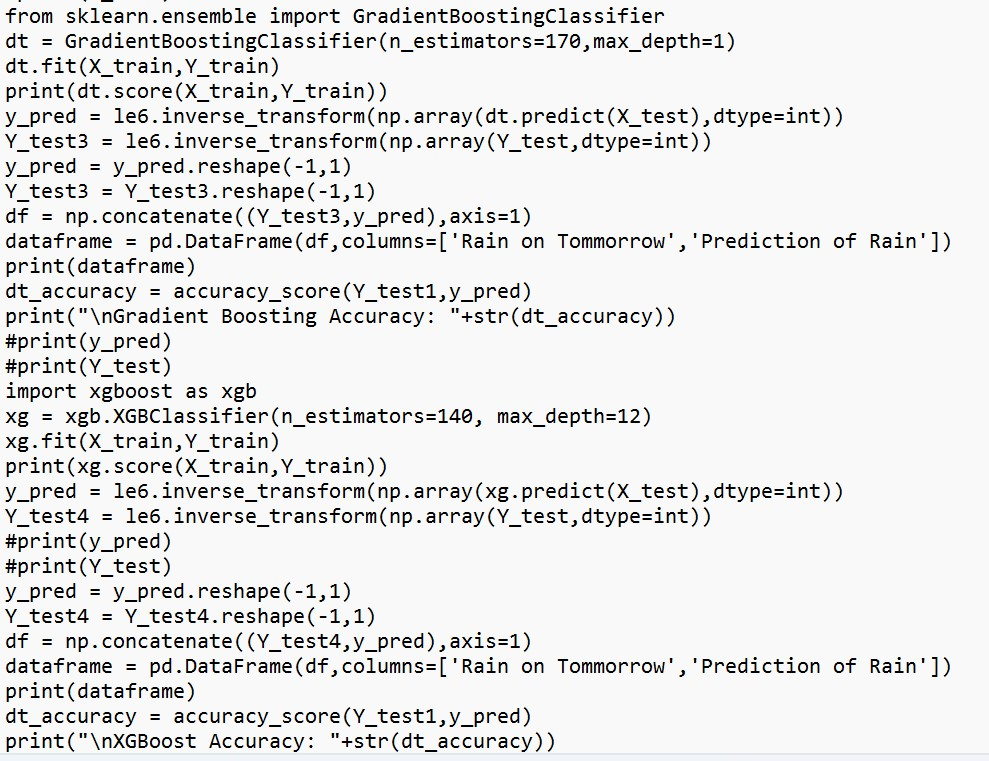 from sklearn.ensemble import GradientBoostingClassifier
dt = GradientBoostingClassifier(n_estimators=170,max_depth=1)
dt.fit(X_train,Y_train)
print(dt.score(X_train,Y_train))
y_pred = le6.inverse_transform(np.array(dt.predict(X_test),dtype=int))
Y_test3 = le6.inverse_transform(np.array(Y_test,dtype=int))
y_pred = y_pred.reshape(-1,1)
Y_test3 = Y_test3.reshape(-1,1)
df = np.concatenate((Y_test3,y_pred),axis=1)
dataframe = pd.DataFrame(df,columns=['Rain on Tommorrow','Prediction of Rain'])
print(dataframe)
dt_accuracy = accuracy_score(Y_test1,y_pred)
print("\nGradient Boosting Accuracy: "+str(dt_accuracy))
#print(y_pred)
#print(Y_test)
import xgboost as xgb
xg = xgb.XGBClassifier(n_estimators=140, max_depth=12)
xg.fit(X_train,Y_train)
print(xg.score(X_train,Y_train))
y_pred = le6.inverse_transform(np.array(xg.predict(X_test),dtype=int))
Y_test4 = le6.inverse_transform(np.array(Y_test,dtype=int))
#print(y_pred)
#print(Y_test)
y_pred = y_pred.reshape(-1,1)
Y_test4 = Y_test4.reshape(-1,1)
df = np.concatenate((Y_test4,y_pred),axis=1)
dataframe = pd.DataFrame(df,columns=['Rain on Tommorrow','Prediction of Rain'])
print(dataframe)
dt_accuracy = accuracy_score(Y_test1,y_pred)
print("\nXGBoost Accuracy: "+str(dt_accuracy))